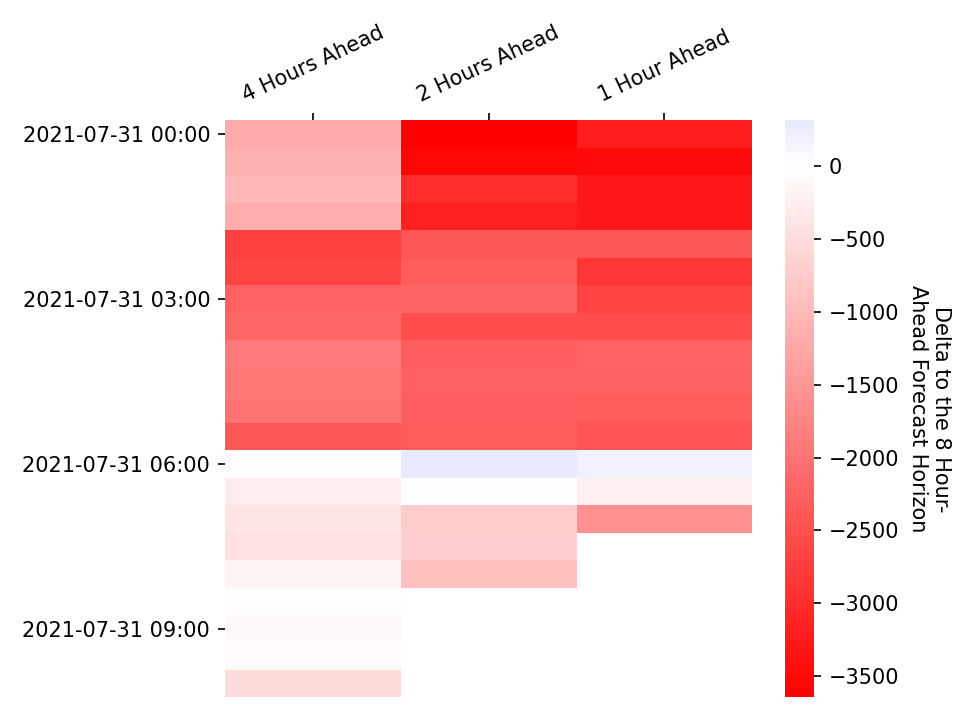 4 Hours Ahead
2 Hours Ahead
1 Hour Ahead
2021-07-31 00:00
2021-07-31 03:00
2021-07-31 06:00
2021-07-31 09:00
0
−500
−1000
−1500
−2000
−2500
−3000
−3500
Delta to the 8 Hour-
Ahead Forecast Horizon